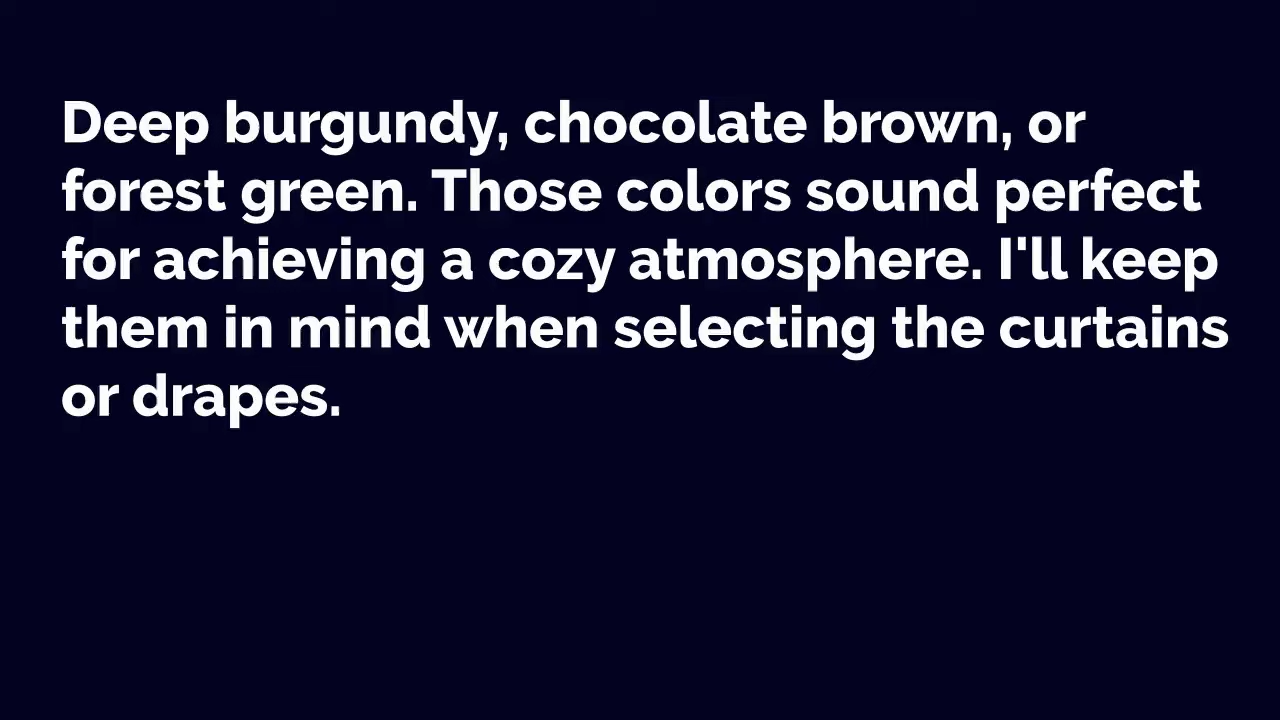 Deep burgundy, chocolate brown, or
forest green. Those colors sound perfect
for achieving a cozy atmosphere. I'll keep
them in mind when selecting the curtains
or drapes.